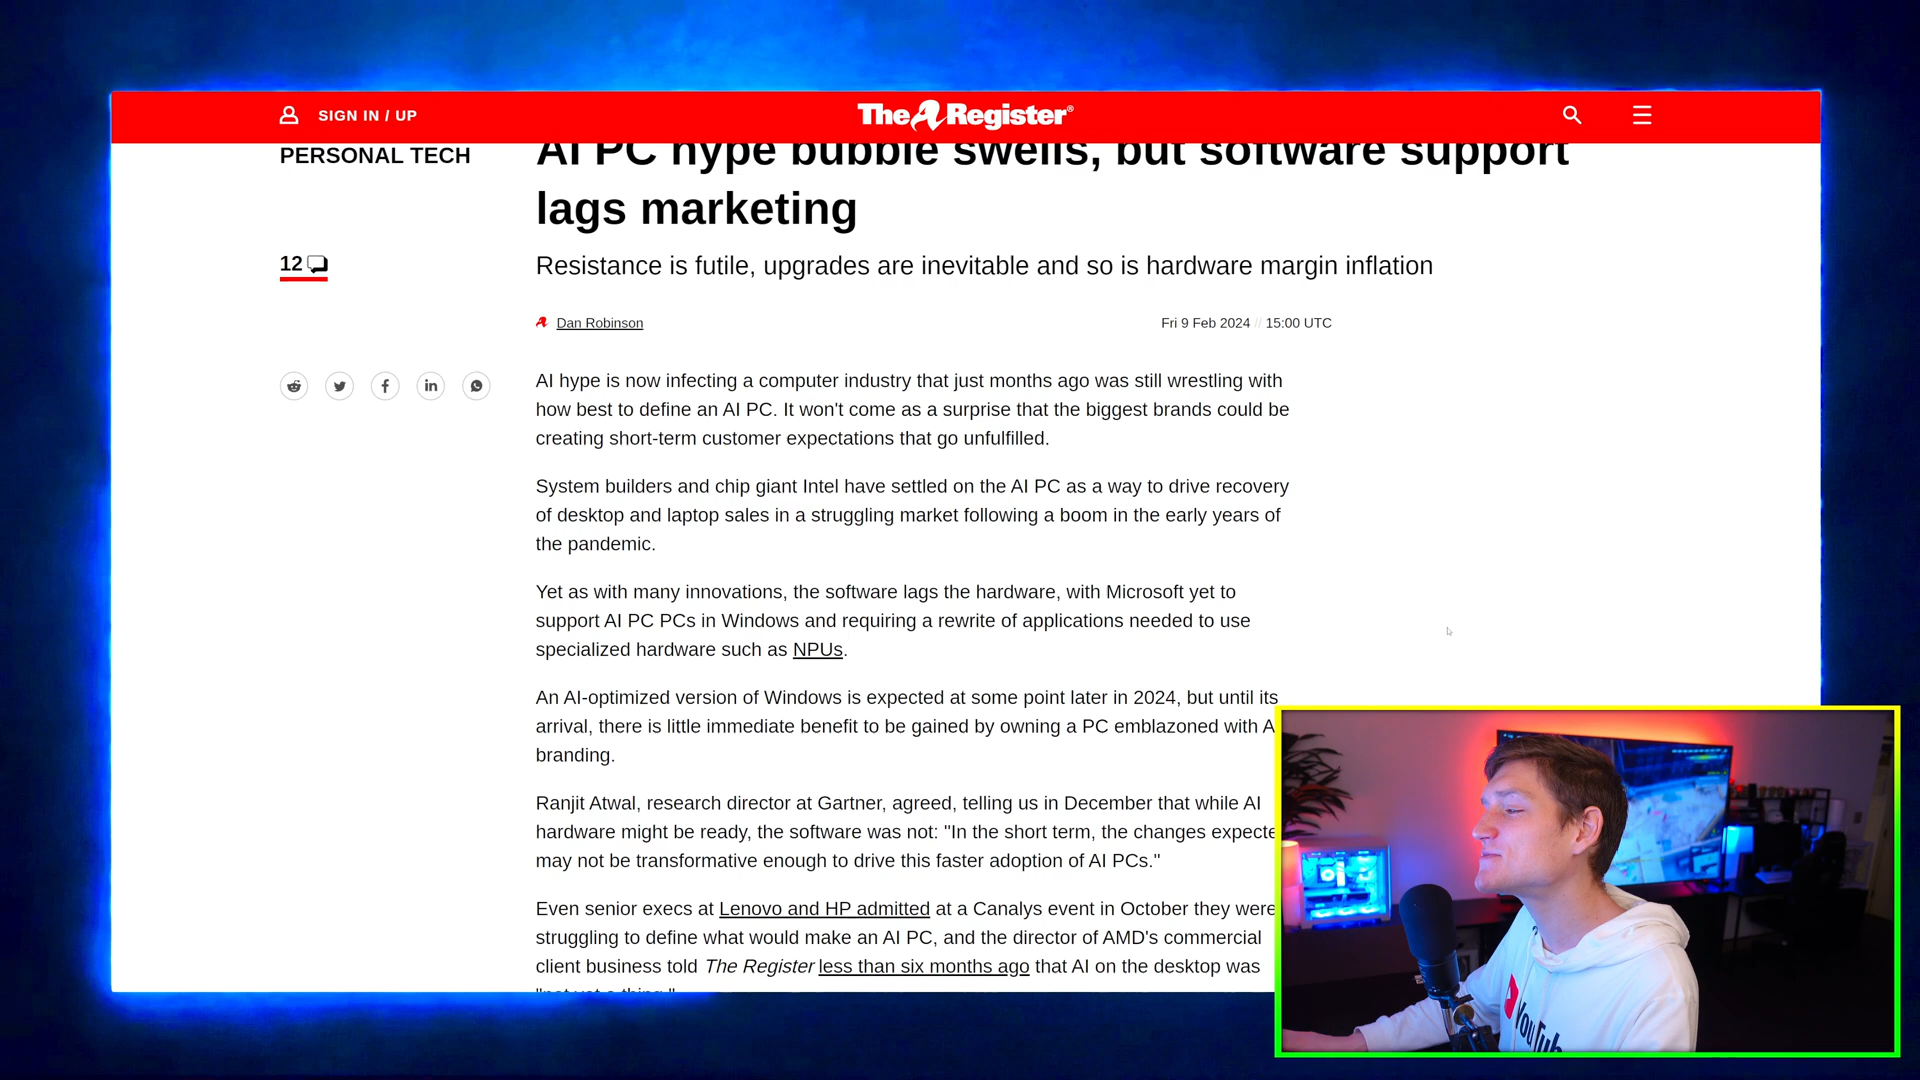 SIGN IN / UP
The Register®
PERSONAL TECH
AI PC hype bubble swells, but software support
lags marketing
12
Resistance is futile, upgrades are inevitable and so is hardware margin inflation
Dan Robinson
Fri 9 Feb 2024 // 15:00 UTC
AI hype is now infecting a computer industry that just months ago was still wrestling with
how best to define an AI PC. It won't come as a surprise that the biggest brands could be
creating short-term customer expectations that go unfulfilled.
System builders and chip giant Intel have settled on the AI PC as a way to drive recovery
of desktop and laptop sales in a struggling market following a boom in the early years of
the pandemic.
Yet as with many innovations, the software lags the hardware, with Microsoft yet to
support AI PC PCs in Windows and requiring a rewrite of applications needed to use
specialized hardware such as NPUs.
An AI-optimized version of Windows is expected at some point later in 2024, but until its
arrival, there is little immediate benefit to be gained by owning a PC emblazoned with A
branding.
Ranjit Atwal, research director at Gartner, agreed, telling us in December that while AI
hardware might be ready, the software was not: "In the short term, the changes expecte
may not be transformative enough to drive this faster adoption of AI PCs."
Even senior execs at Lenovo and HP admitted at a Canalys event in October they were
struggling to define what would make an AI PC, and the director of AMD's commercial
client business told The Register less than six months ago that AI on the desktop was
"not yet a thing."
YouTub